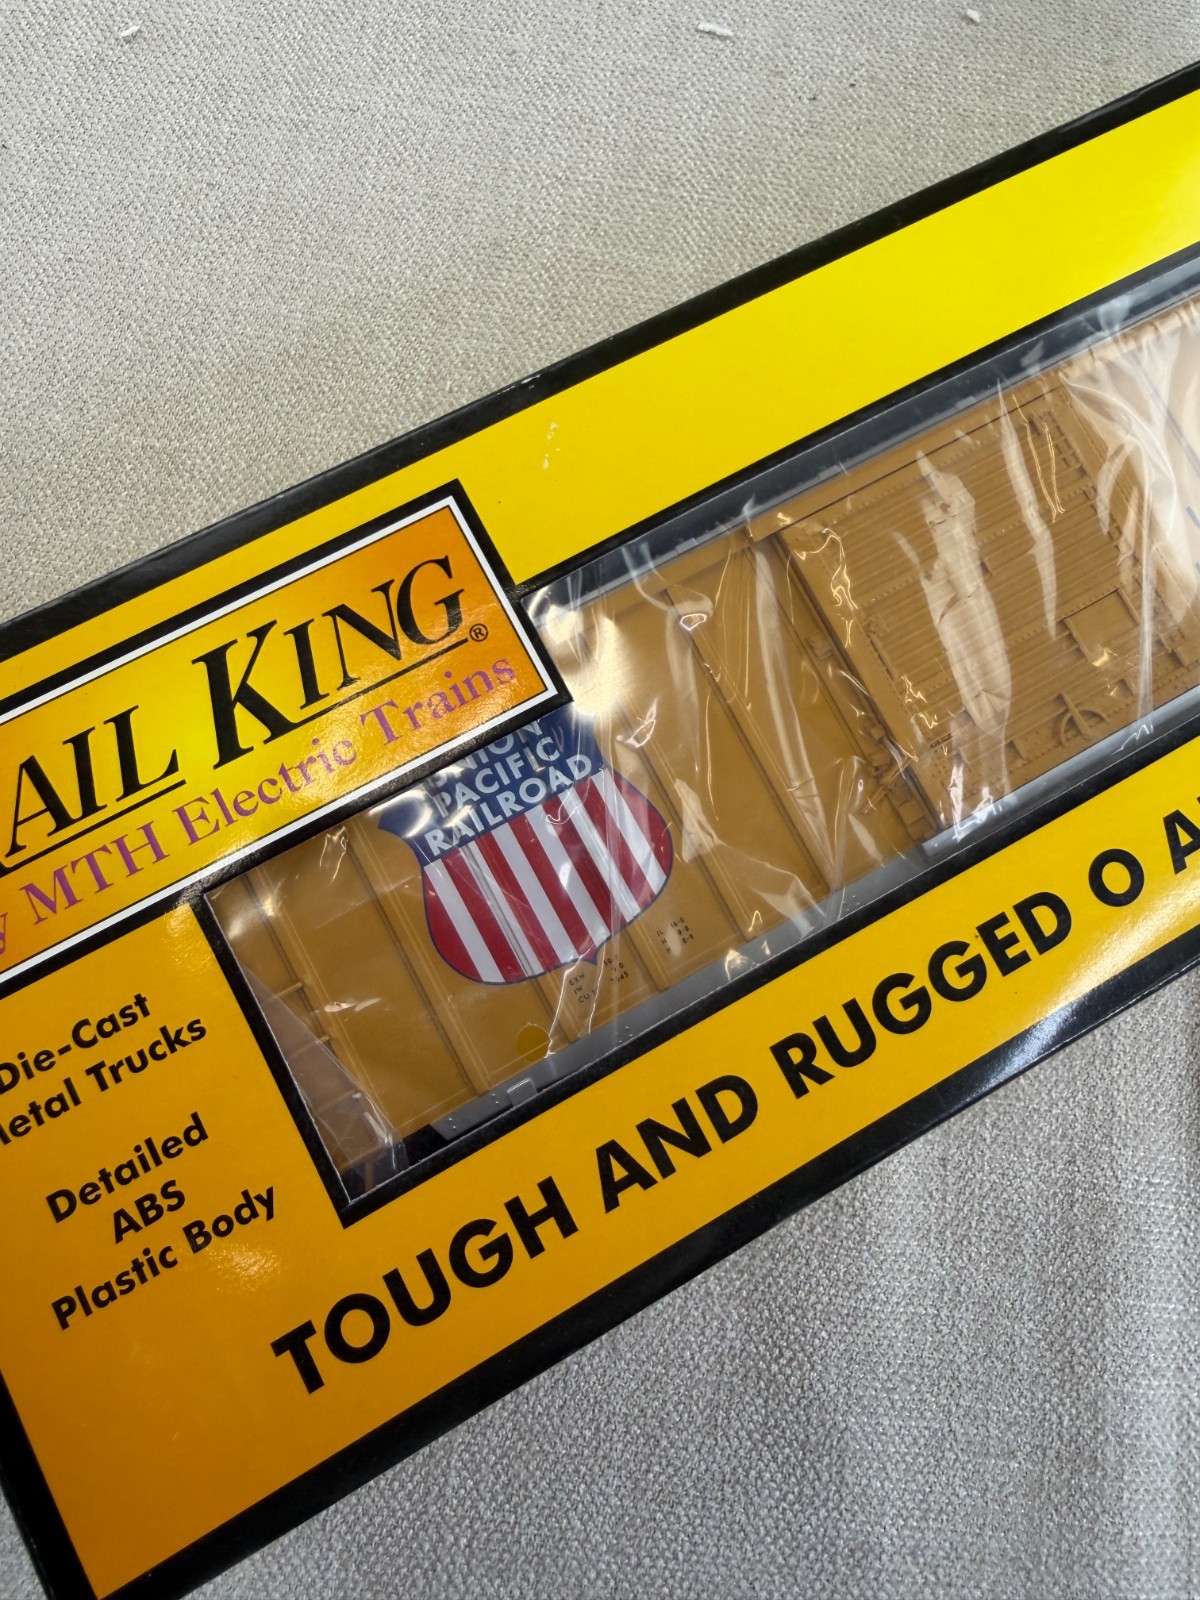 AIL KING®
MTH Electric Trains
UNION
PACIFIC
RAILROAD
Die-Cast
Metal Trucks
Detailed
ABS
Plastic Body
TOUGH AND RUGGED O